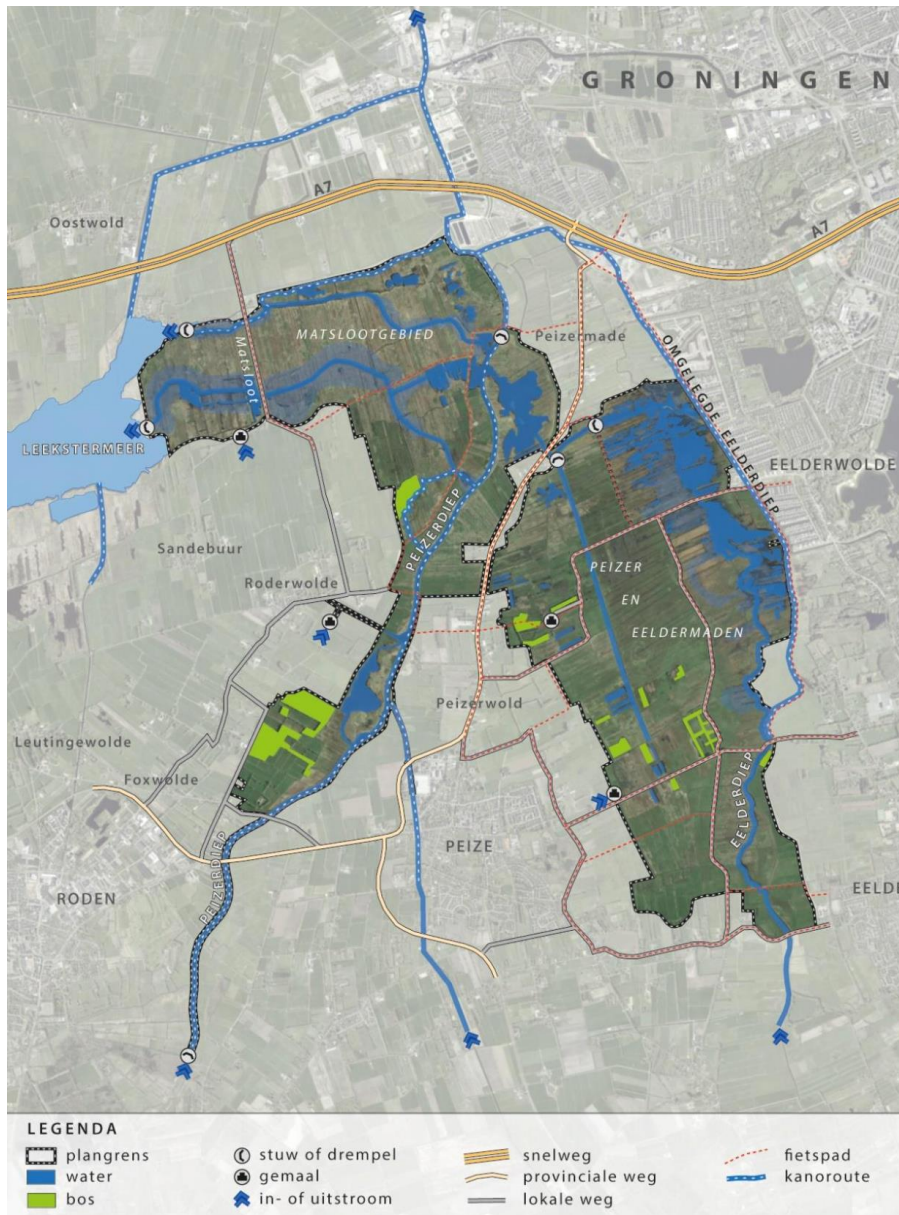 GRONINGEN
A7
Oostwold
A7
MATSLOOTGEBIED
Peizermade
Matsloot
OMGELEGDE EELDERDIEP
LEEKSTERMEER
EELDERWOLDE
PEIZERDIEP
Sandebuur
PEIZER
EN
EELDERMADEN
Roderwolde
Peizerwold
Leutingewolde
Foxwolde
EELDERDIEP
PEIZE
PEIZERDIEP
RODEN
EELDE
LEGENDA
plangrens
water
bos
stuw of drempel
gemaal
in- of uitstroom
snelweg
provinciale weg
lokale weg
fietspad
kanoroute